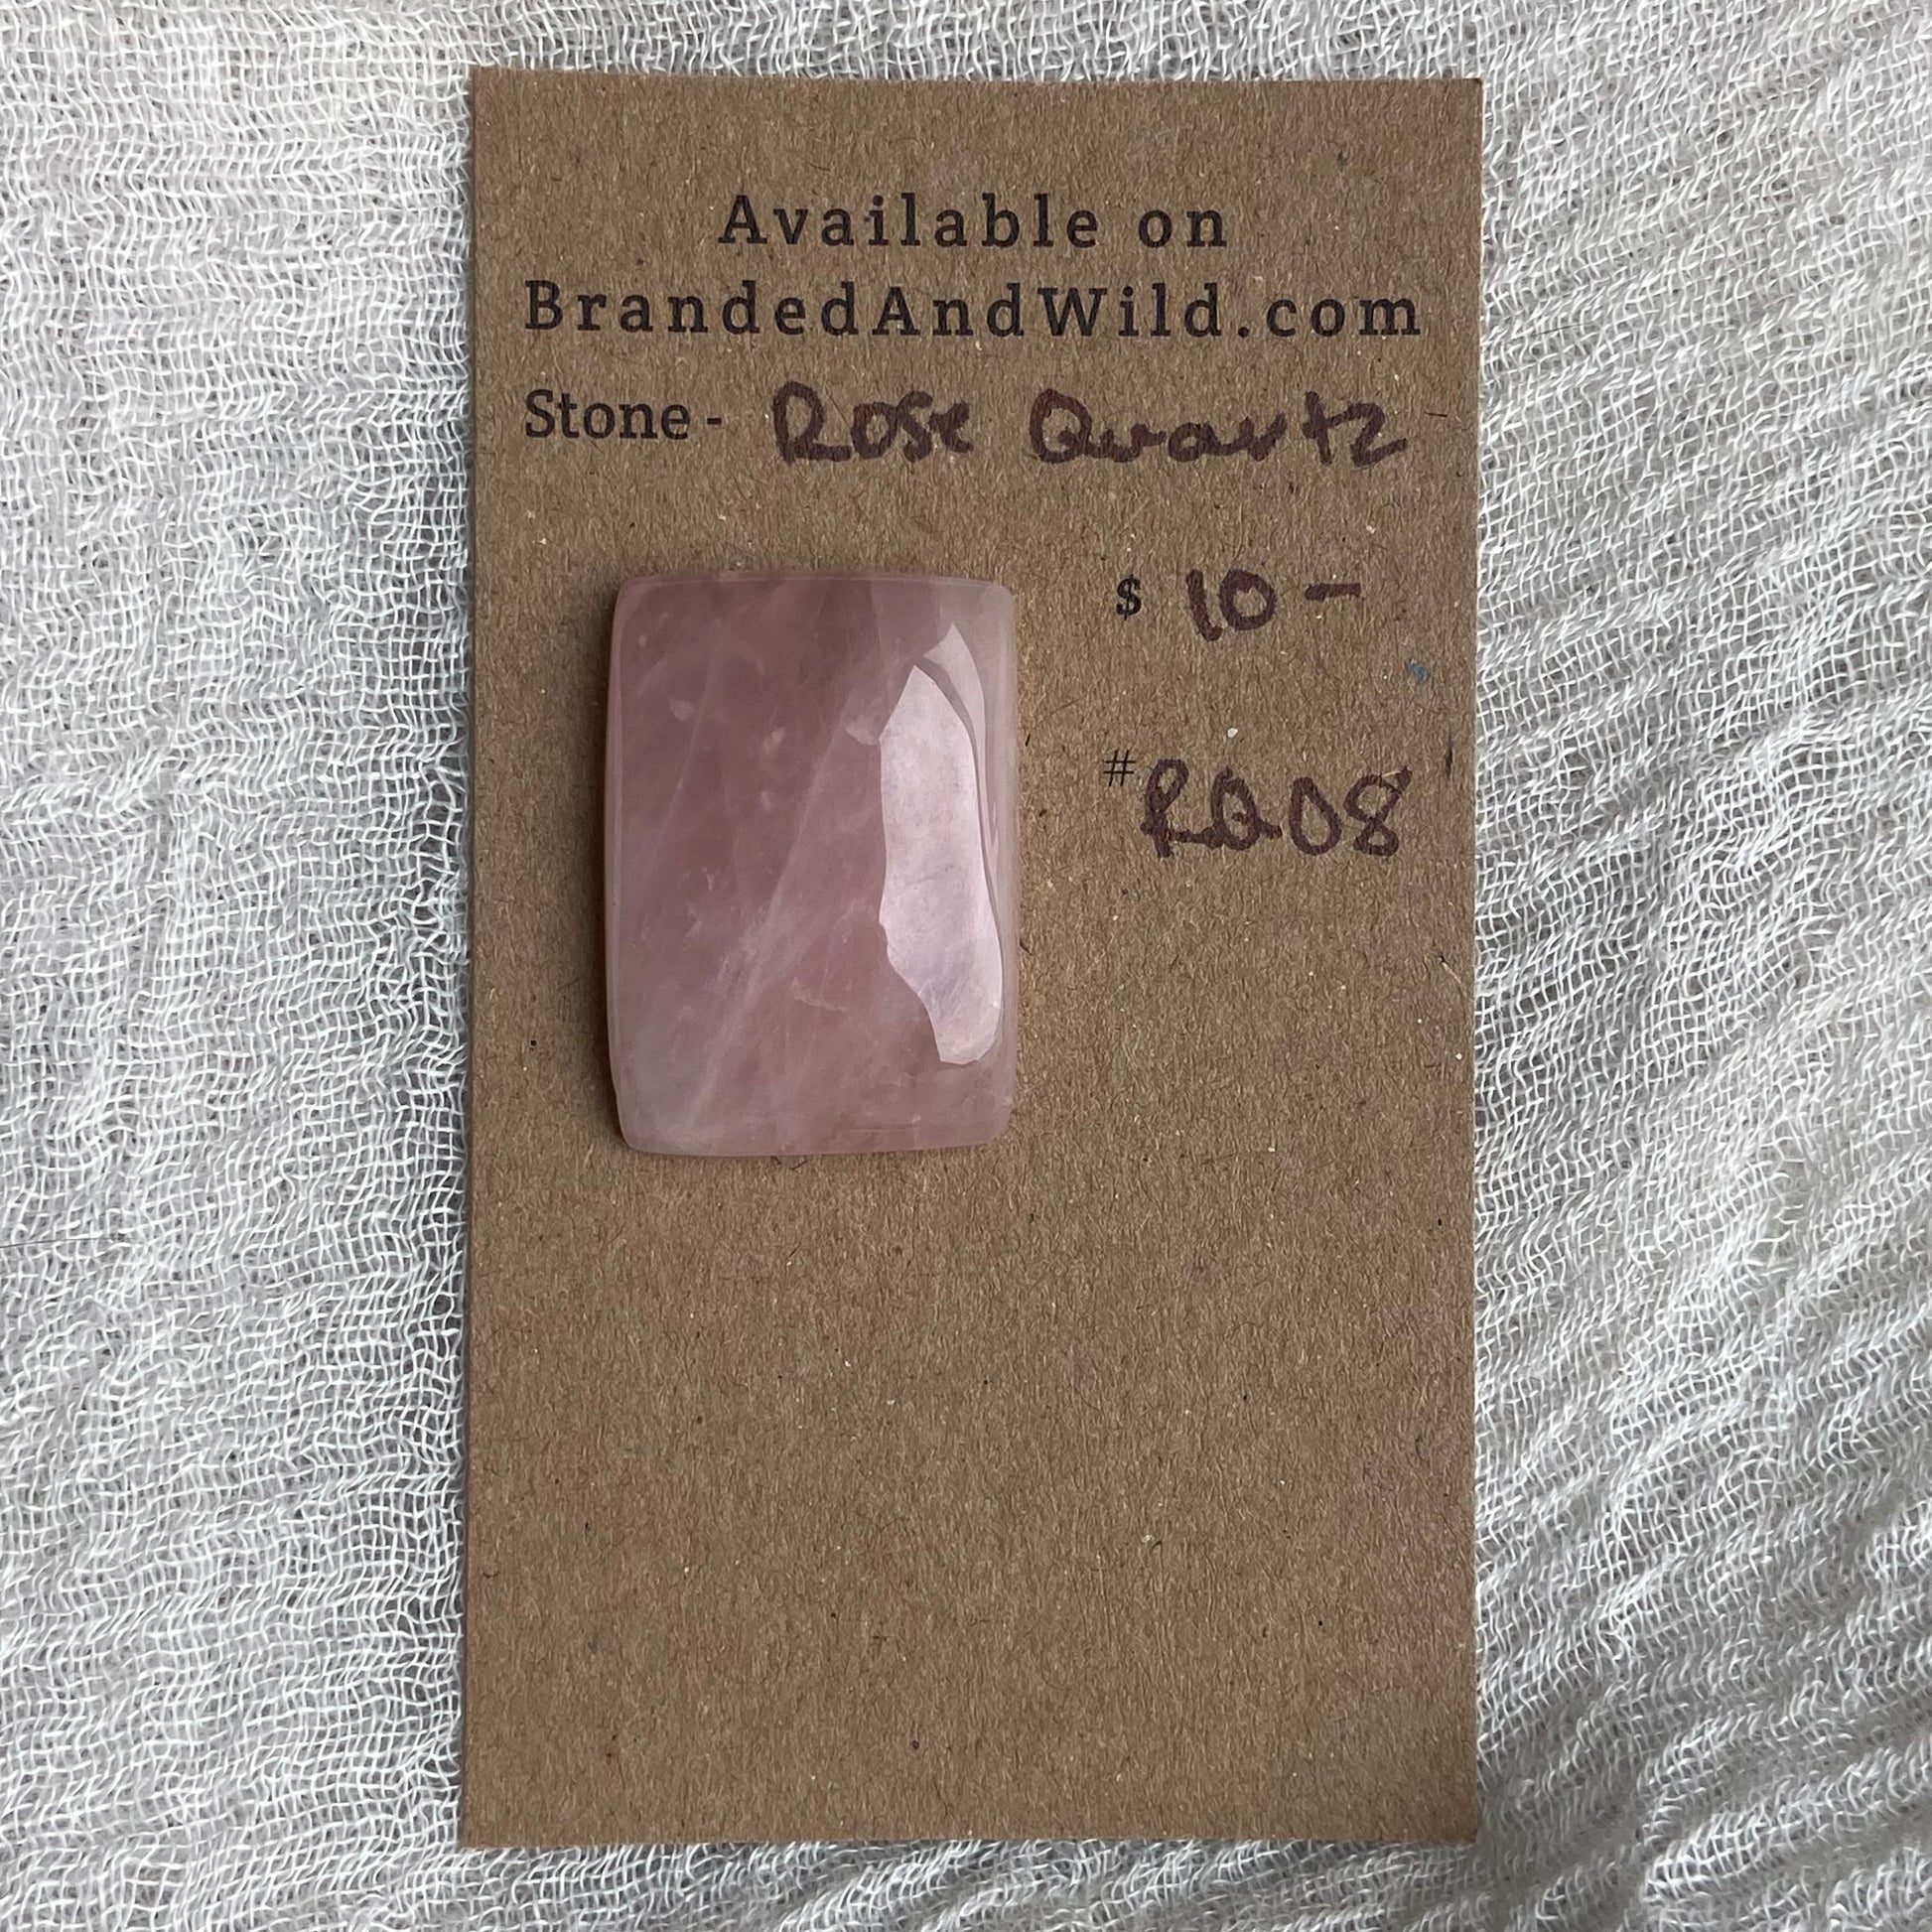 Available on
BrandedAndWild.com
Stone - Rose Quartz
$ 10 -
# RQ08